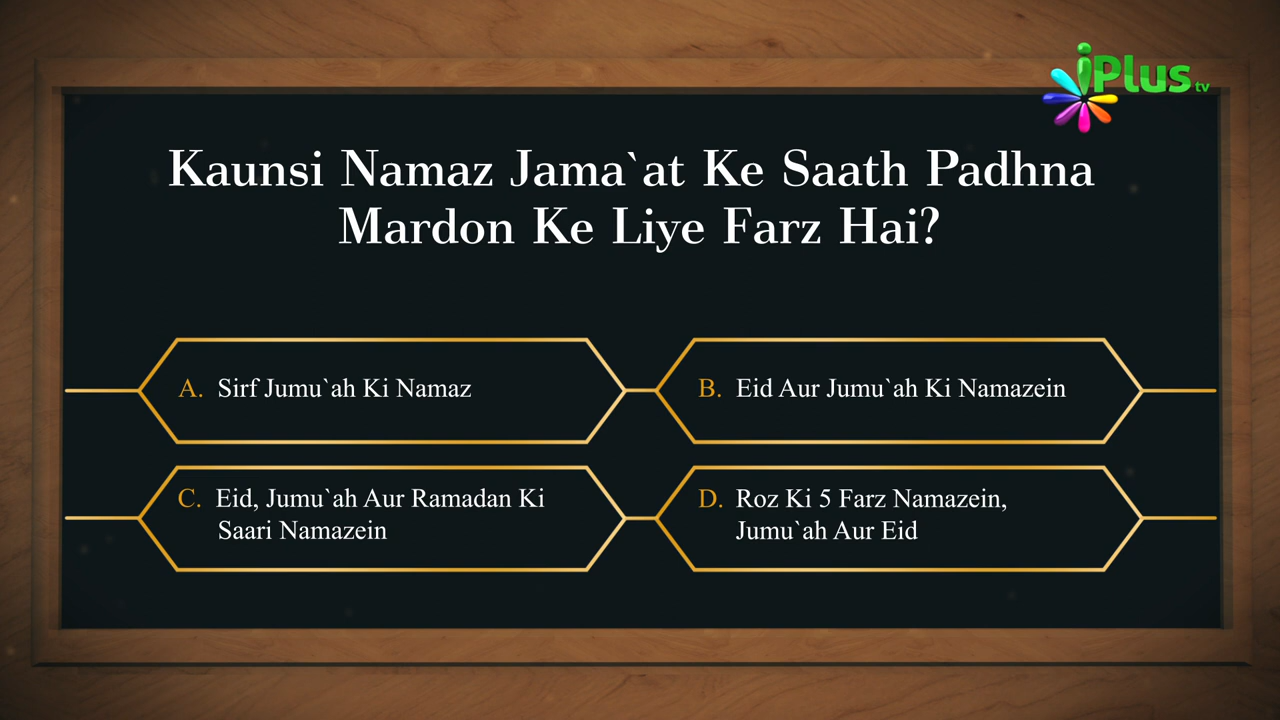 iPlus tv
Kaunsi Namaz Jama`at Ke Saath Padhna
Mardon Ke Liye Farz Hai?
A. Sirf Jumu`ah Ki Namaz
B. Eid Aur Jumu`ah Ki Namazein
C. Eid, Jumu`ah Aur Ramadan Ki
Saari Namazein
D. Roz Ki 5 Farz Namazein,
Jumu`ah Aur Eid